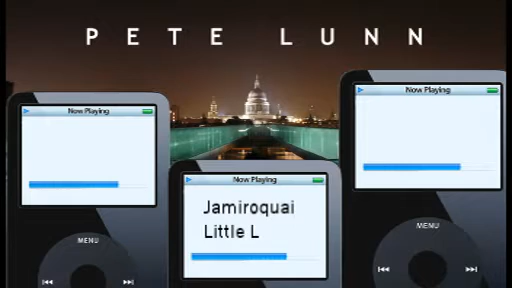 PETE LUNN
Now Playing
MENU
Now Playing
Jamiroquai
Little L
Now Playing
MENU